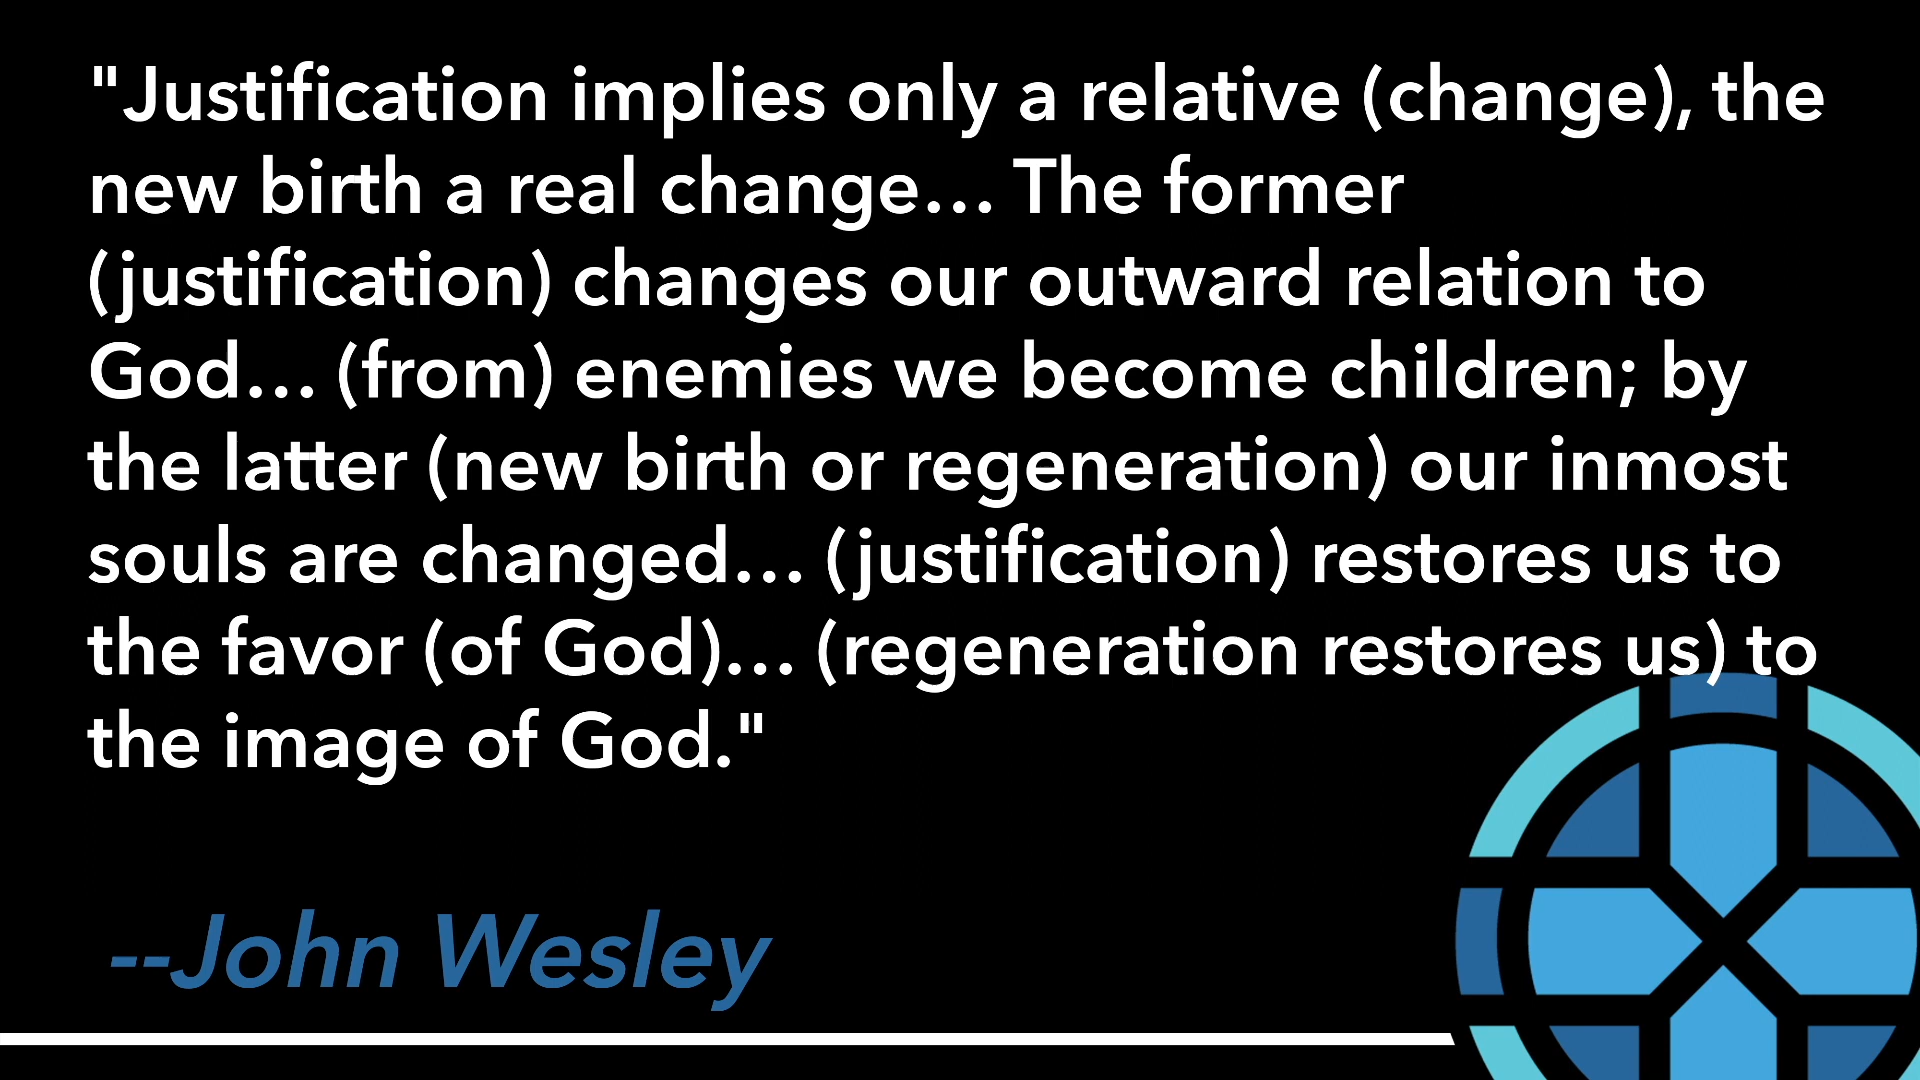 "Justification implies only a relative (change), the
new birth a real change... The former
(justification) changes our outward relation to
God... (from) enemies we become children; by
the latter (new birth or regeneration) our inmost
souls are changed... (justification) restores us to
the favor (of God)... (regeneration restores us) to
the image of God."
--John Wesley